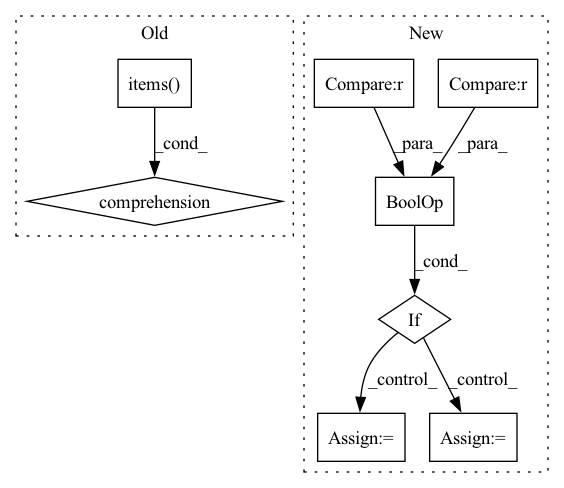 Old
New
items()
Compare:r
Compare:r
_cond_
_para_
_para_
comprehension
BoolOp
_cond_
If
_control_
_control_
Assign:=
Assign:=